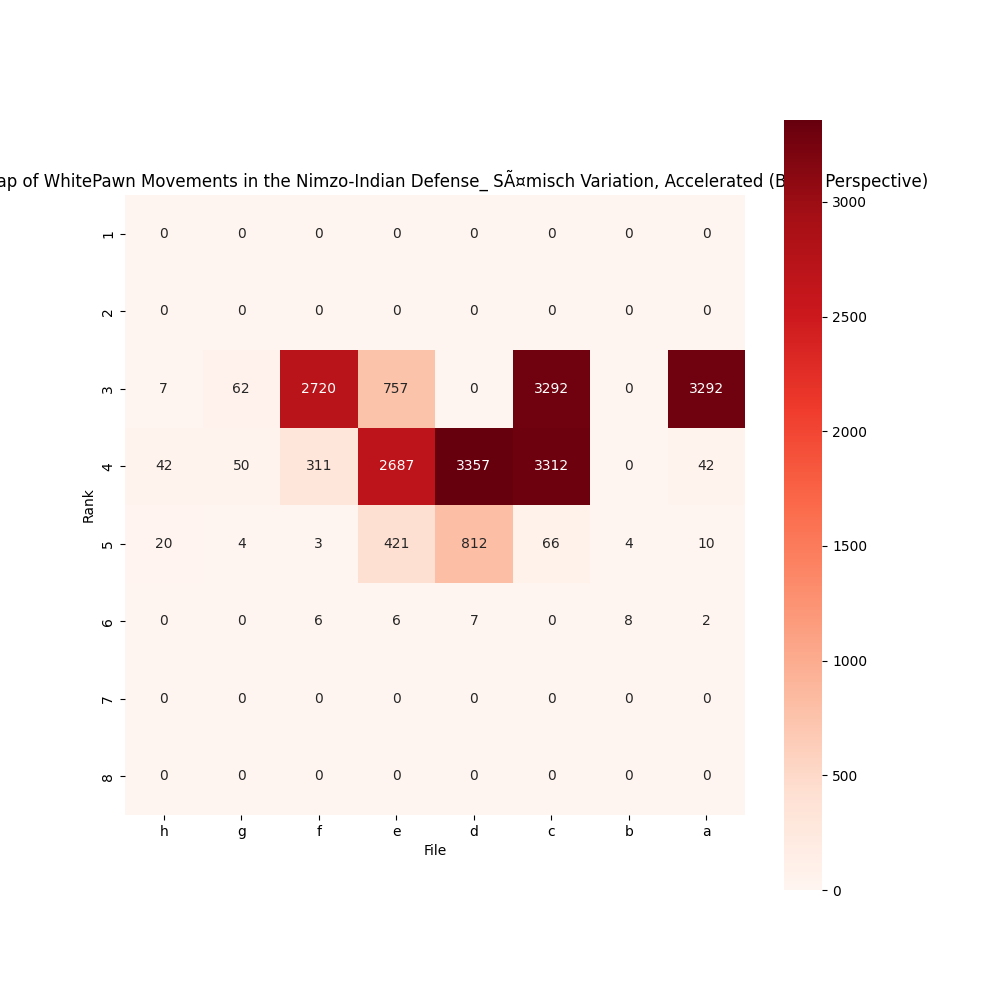 ap of WhitePawn Movements in the Nimzo-Indian Defense_ SÃ¤misch Variation, Accelerated (B Perspective)
3000
2500
2000
1500
1000
500
0
Rank
1 0 0 0 0 0 0 0 0
2 0 0 0 0 0 0 0 0
3 7 62 2720 757 0 3292 0 3292
4 42 50 311 2687 3357 3312 0 42
5 20 4 3 421 812 66 4 10
6 0 0 6 6 7 0 8 2
7 0 0 0 0 0 0 0 0
8 0 0 0 0 0 0 0 0
h g f e d c b a
File